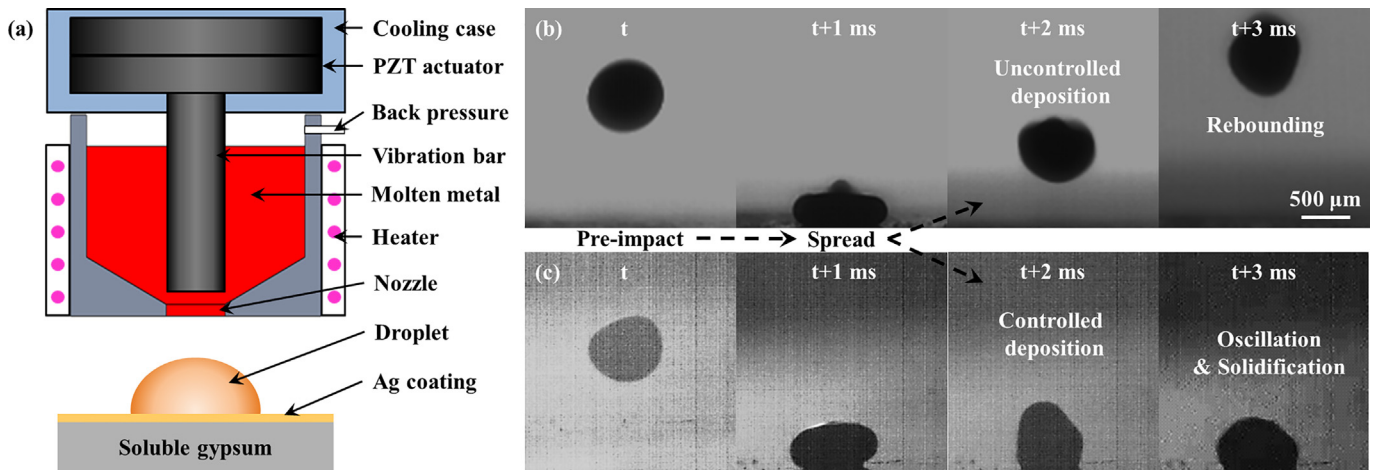 (a)
Cooling case
PZT actuator
Back pressure
Vibration bar
Molten metal
Heater
Nozzle
Droplet
Ag coating
Soluble gypsum
(b)
t
t+1 ms
t+2 ms
t+3 ms
Uncontrolled
deposition
Rebounding
500 µm
Pre-impact
Spread
(c)
t
t+1 ms
t+2 ms
t+3 ms
Controlled
deposition
Oscillation
& Solidification